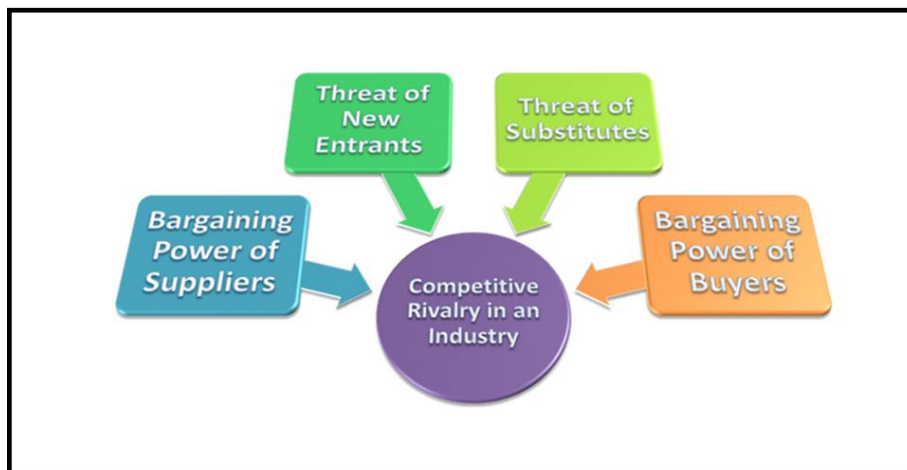 Threat of
New
Entrants
Threat of
Substitutes
Bargaining
Power of
Suppliers
Bargaining
Power of
Buyers
Competitive
Rivalry in an
Industry